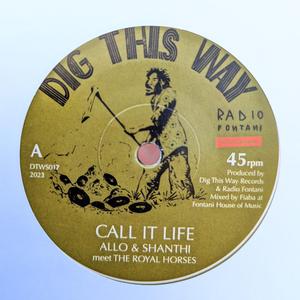 DIG THIS WAY
RADIO
FONTANI
A
DTWS017
2023
45rpm
Produced by
Dig This Way Records
& Radio Fontani
Mixed by Fiaba at
Fontani House of Music
CALL IT LIFE
ALLO & SHANTHI
meet THE ROYAL HORSES